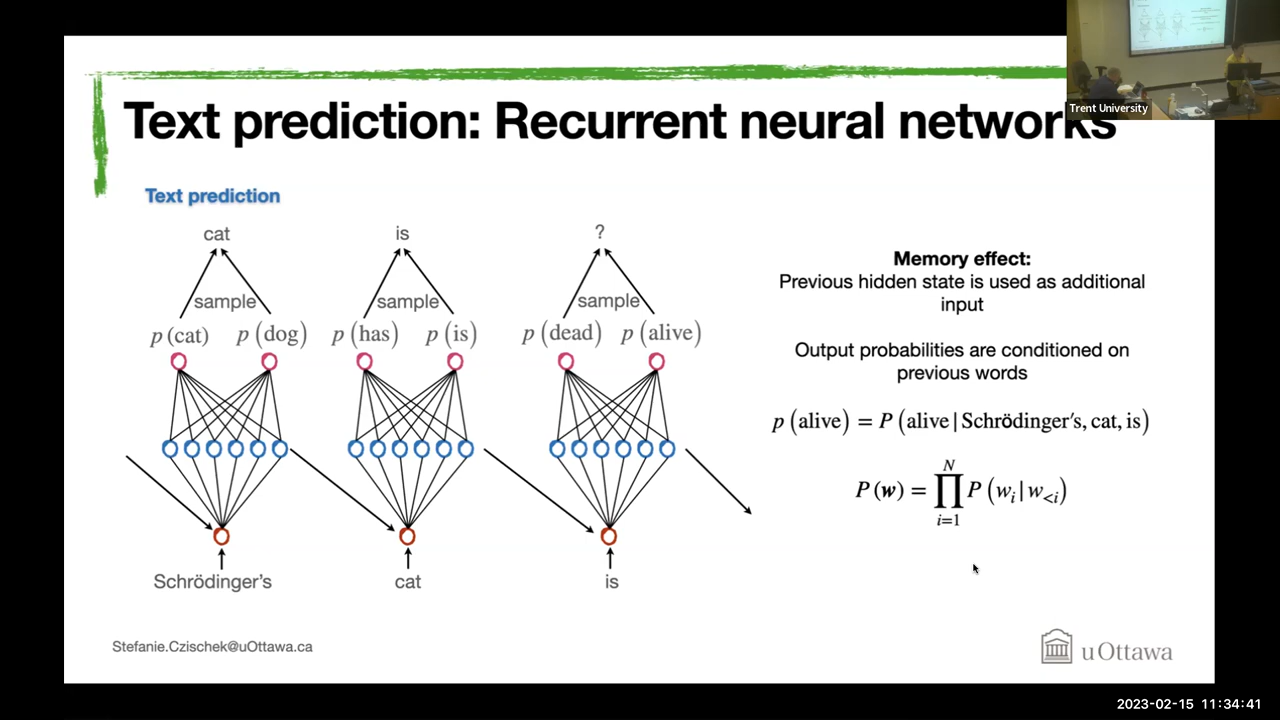 Trent University
Text prediction: Recurrent neural networks
Text prediction
cat is ?
sample sample sample
p (cat) p (dog) p (has) p (is) p (dead) p (alive)
Schrödinger's cat is
Memory effect:
Previous hidden state is used as additional
input
Output probabilities are conditioned on
previous words
p (alive) = P (alive | Schrödinger's, cat, is)
P (w) = ∏_{i=1}^{N} P (w_i | w_{<i})
Stefanie.Czischek@uOttawa.ca
uOttawa
2023-02-15 11:34:41